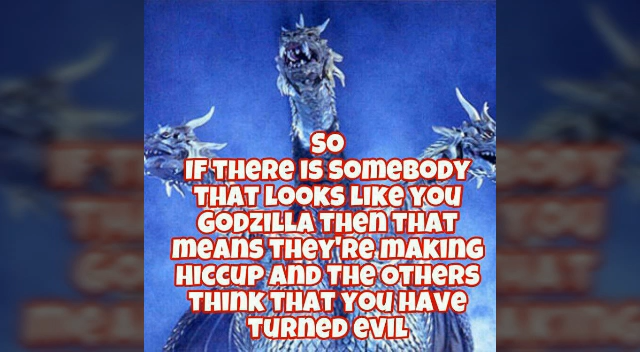 SO
IF THERE IS SOMEBODY
THAT LOOKS LIKE YOU
GODZILLA THEN THAT
MEANS THEY'RE MAKING
HICCUP AND THE OTHERS
THINK THAT YOU HAVE
TURNED EVIL